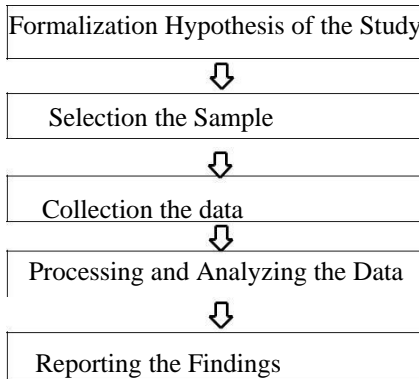 Formalization Hypothesis of the Study
Selection the Sample
Collection the data
Processing and Analyzing the Data
Reporting the Findings